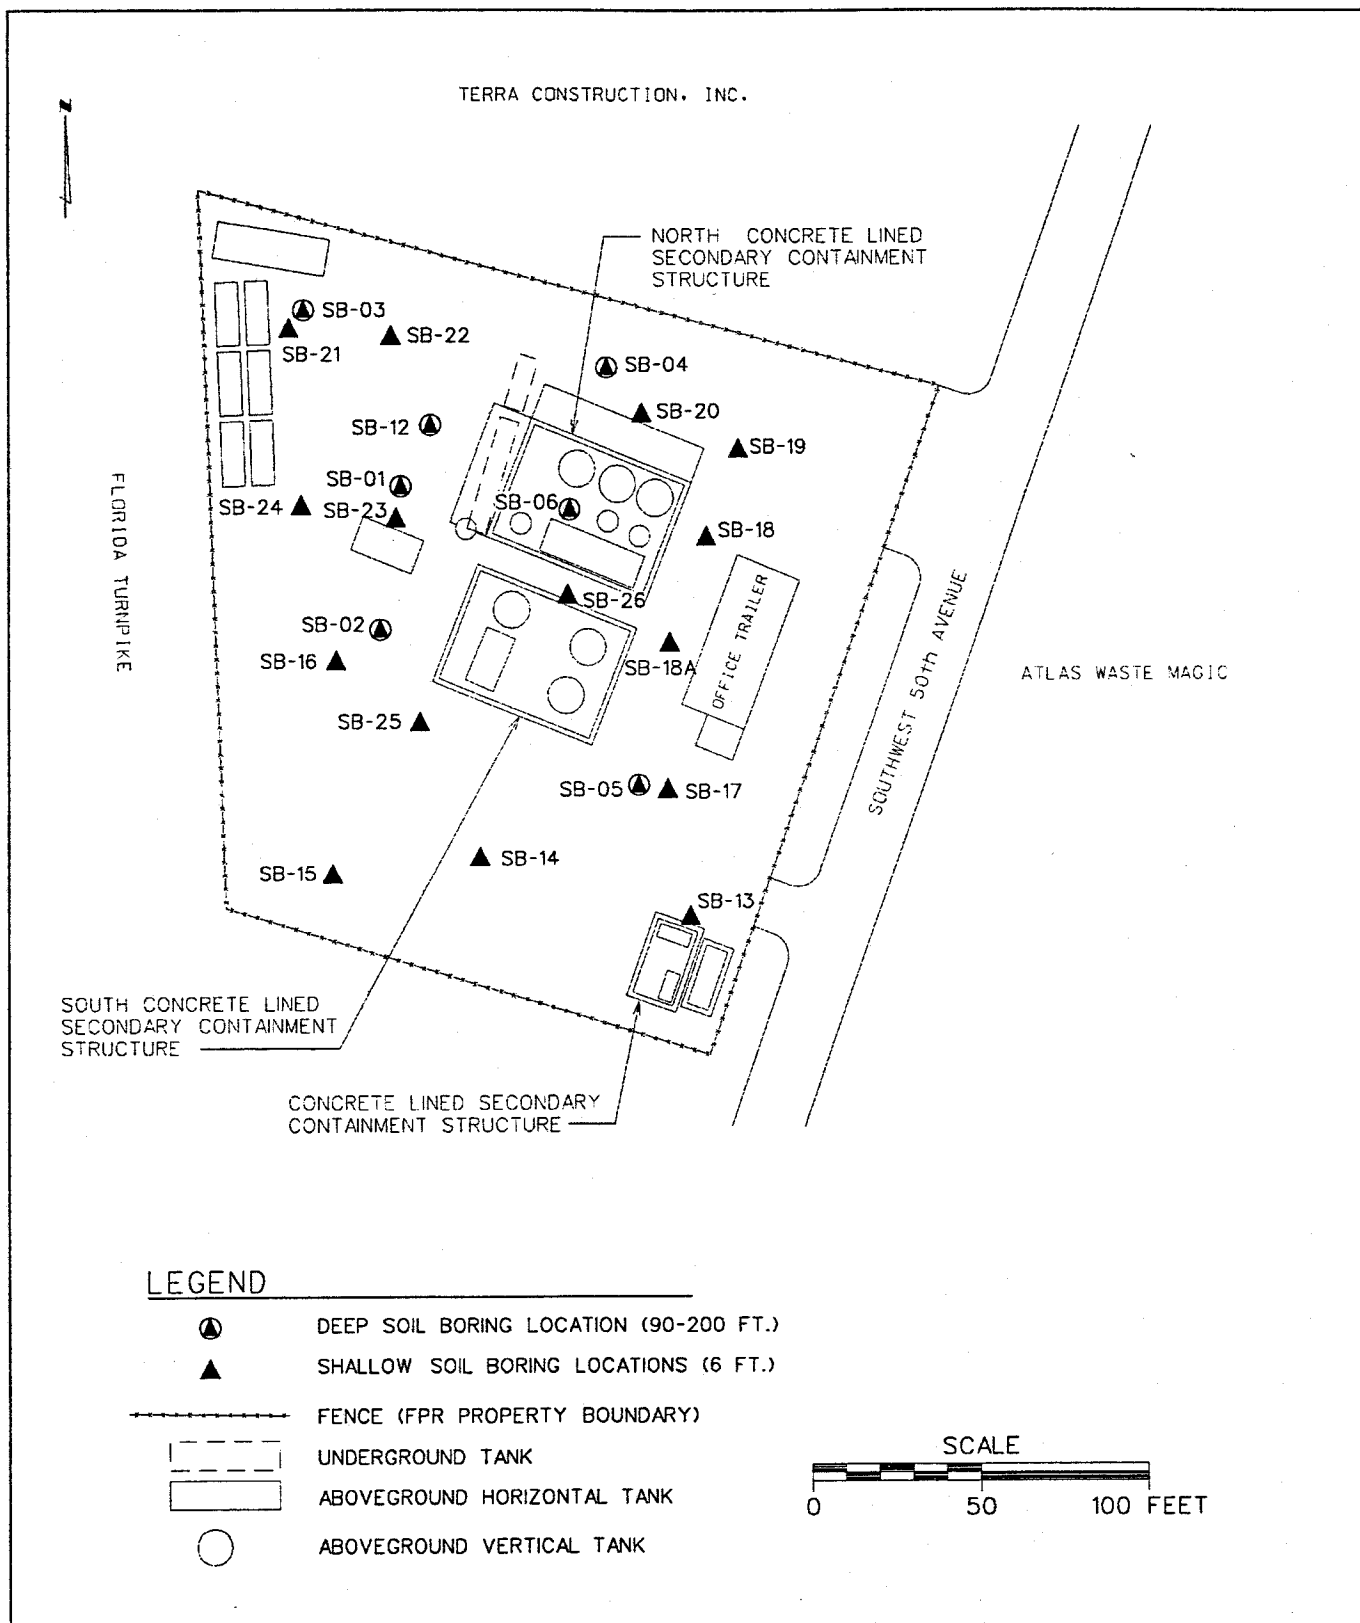 TERRA CONSTRUCTION, INC.
N
NORTH CONCRETE LINED
SECONDARY CONTAINMENT
STRUCTURE
SB-03
SB-21
SB-22
SB-04
SB-20
SB-12
SB-19
SB-01
SB-24
SB-23
SB-06
SB-18
FLORIDA TURNPIKE
SB-26
SB-02
SB-16
SB-18A
OFFICE TRAILER
SOUTHWEST 50th AVENUE
ATLAS WASTE MAGIC
SB-25
SB-05
SB-17
SB-14
SB-15
SB-13
SOUTH CONCRETE LINED
SECONDARY CONTAINMENT
STRUCTURE
CONCRETE LINED SECONDARY
CONTAINMENT STRUCTURE
LEGEND
DEEP SOIL BORING LOCATION (90-200 FT.)
SHALLOW SOIL BORING LOCATIONS (6 FT.)
FENCE (FPR PROPERTY BOUNDARY)
UNDERGROUND TANK
ABOVEGROUND HORIZONTAL TANK
ABOVEGROUND VERTICAL TANK
SCALE
0 50 100 FEET